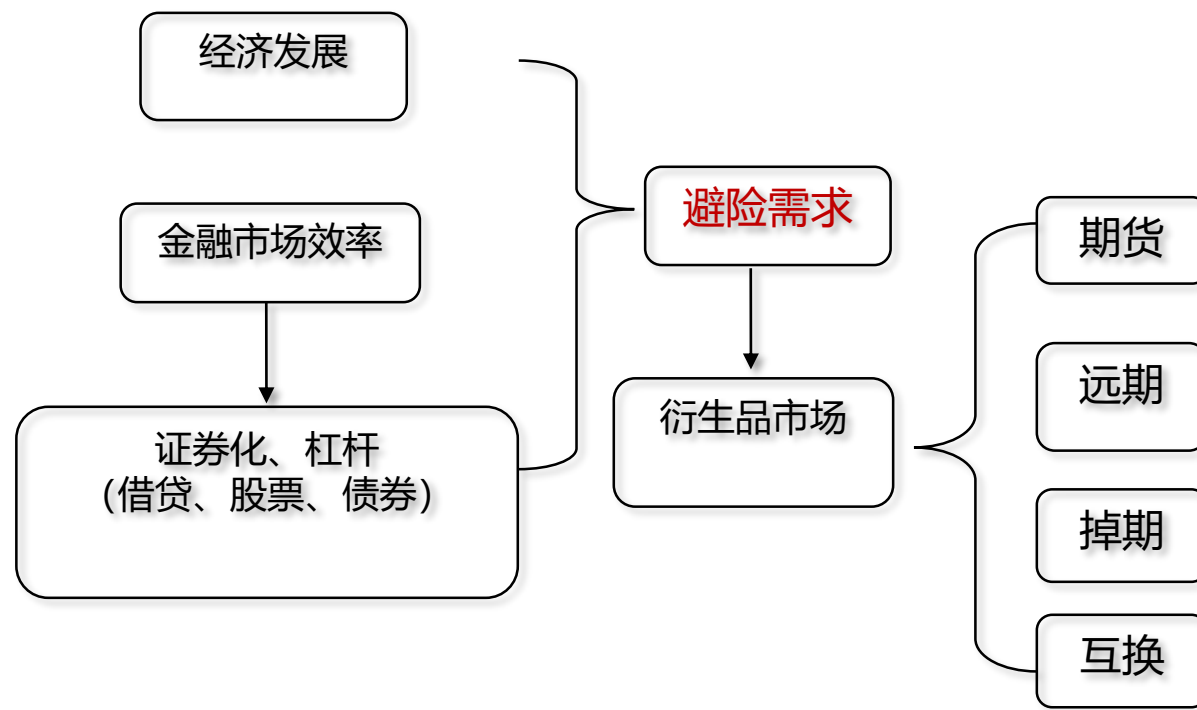 经济发展
金融市场效率
证券化、杠杆
（借贷、股票、债券）
避险需求
衍生品市场
期货
远期
掉期
互换